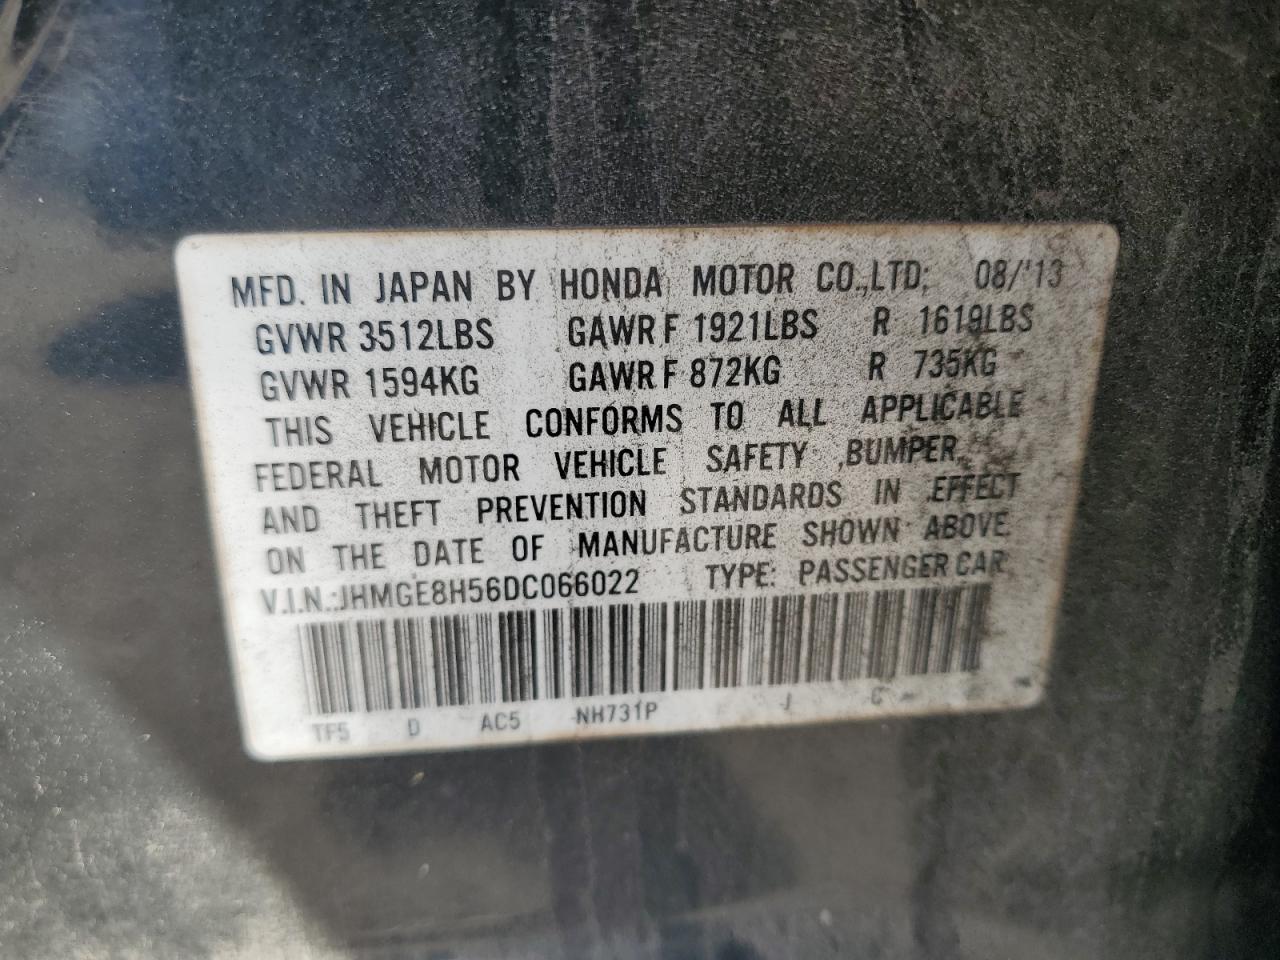 MFD. IN JAPAN BY HONDA MOTOR CO.,LTD; 08/'13
GVWR 3512LBS GAWR F 1921LBS R 1619LBS
GVWR 1594KG GAWR F 872KG R 735KG
THIS VEHICLE CONFORMS TO ALL APPLICABLE
FEDERAL MOTOR VEHICLE SAFETY ,BUMPER,
AND THEFT PREVENTION STANDARDS IN EFFECT
ON THE DATE OF MANUFACTURE SHOWN ABOVE.
V.I.N.:JHMGE8H56DC066022 TYPE: PASSENGER CAR
TF5 D AC5 NH731P J C